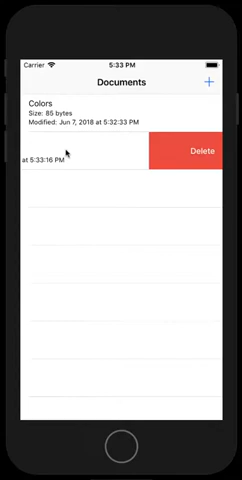 Carrier 5:33 PM
Documents +
Colors
Size: 85 bytes
Modified: Jun 7, 2018 at 5:32:33 PM
Delete
at 5:33:16 PM